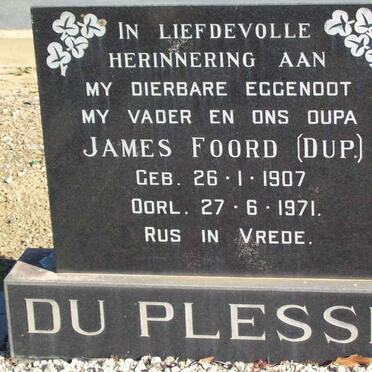 IN LIEFDEVOLLE
HERINNERING AAN
MY DIERBARE EGGENOOT
MY VADER EN ONS OUPA
JAMES FOORD (DUP.)
GEB. 26·1·1907
OORL. 27·6·1971.
RUS IN VREDE.
DU PLESSI